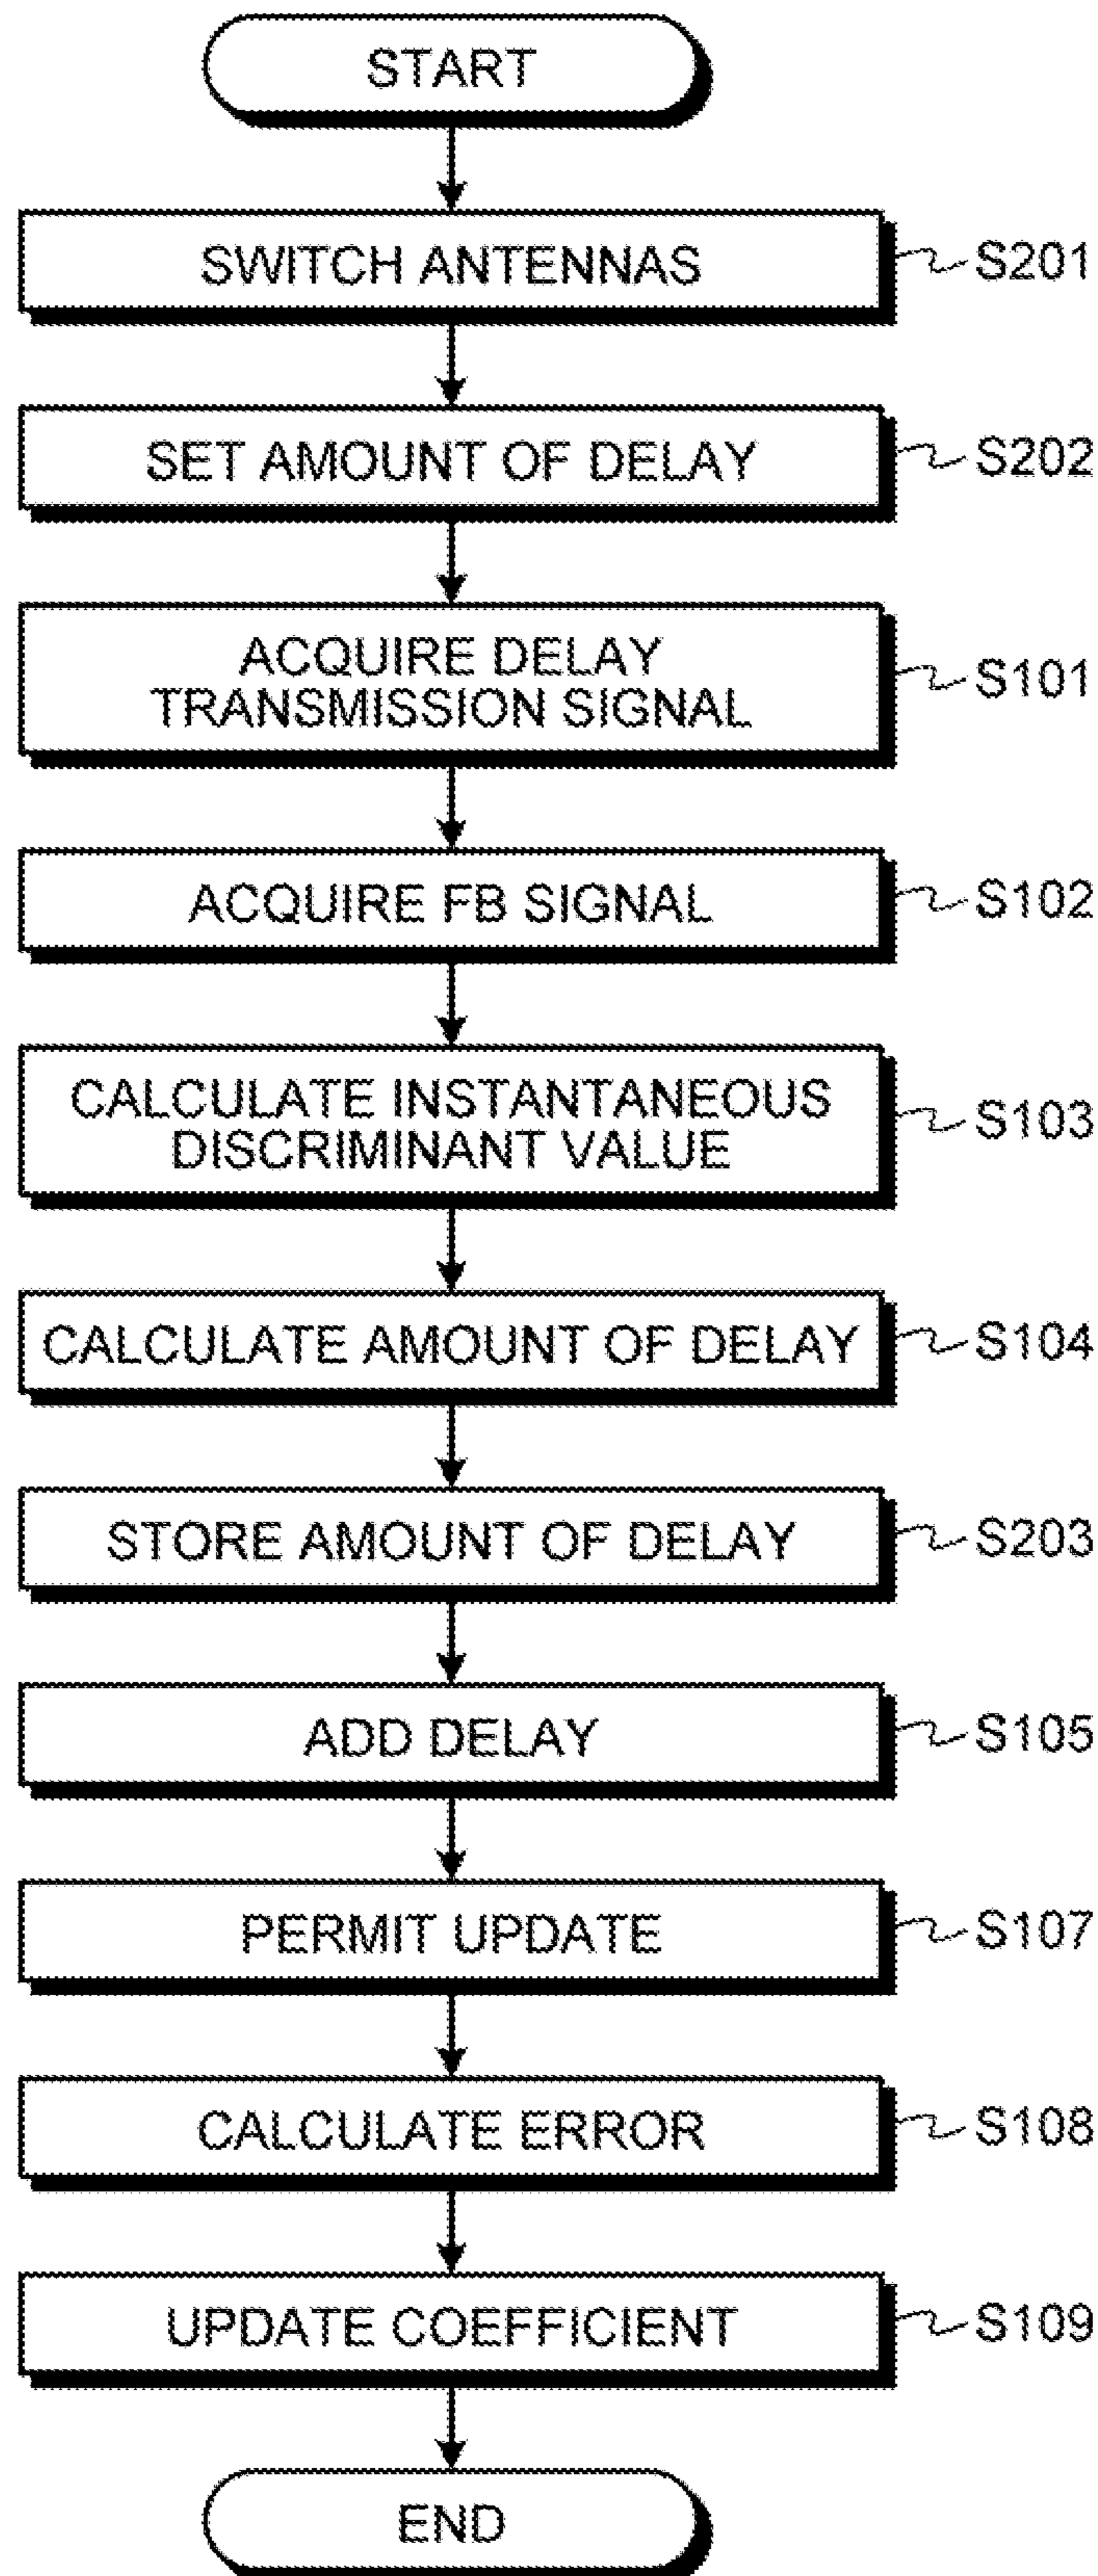 START
SWITCH ANTENNAS
S201
SET AMOUNT OF DELAY
S202
ACQUIRE DELAY
TRANSMISSION SIGNAL
S101
ACQUIRE FB SIGNAL
S102
CALCULATE INSTANTANEOUS
DISCRIMINANT VALUE
S103
CALCULATE AMOUNT OF DELAY
S104
STORE AMOUNT OF DELAY
S203
ADD DELAY
S105
PERMIT UPDATE
S107
CALCULATE ERROR
S108
UPDATE COEFFICIENT
S109
END